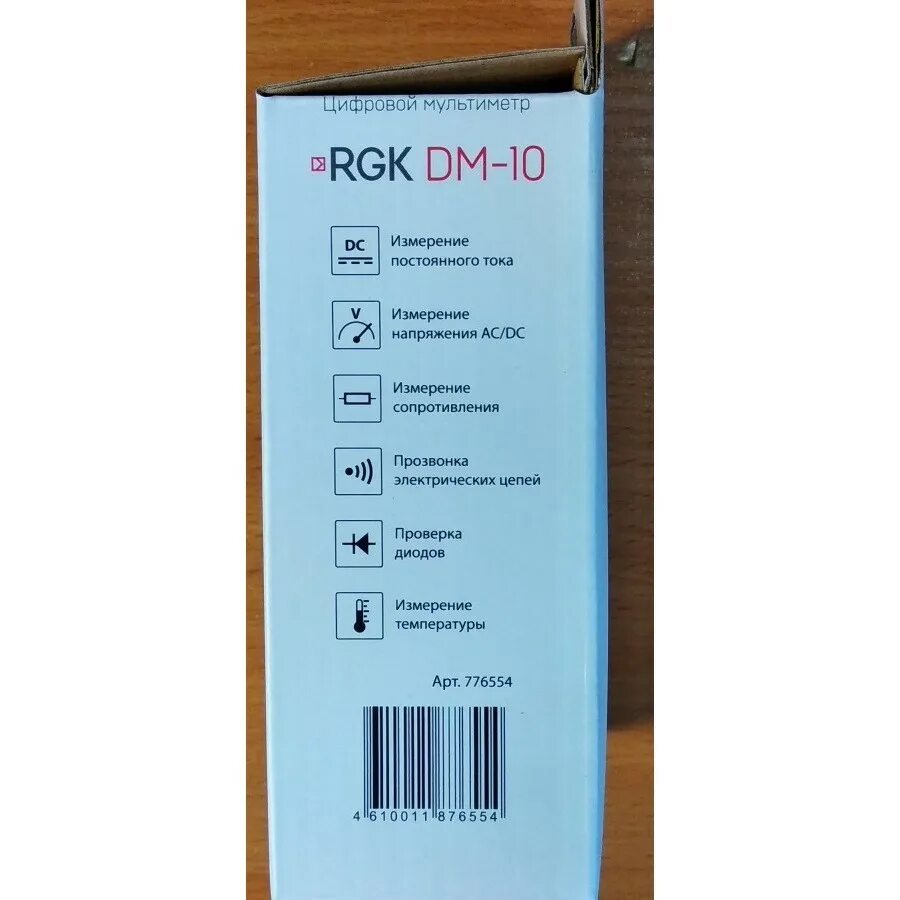 Цифровой мультиметр
RGK DM-10
DC
Измерение
постоянного тока
V
Измерение
напряжения AC/DC
Измерение
сопротивления
Прозвонка
электрических цепей
Проверка
диодов
Измерение
температуры
Арт. 776554
4 610011 876554